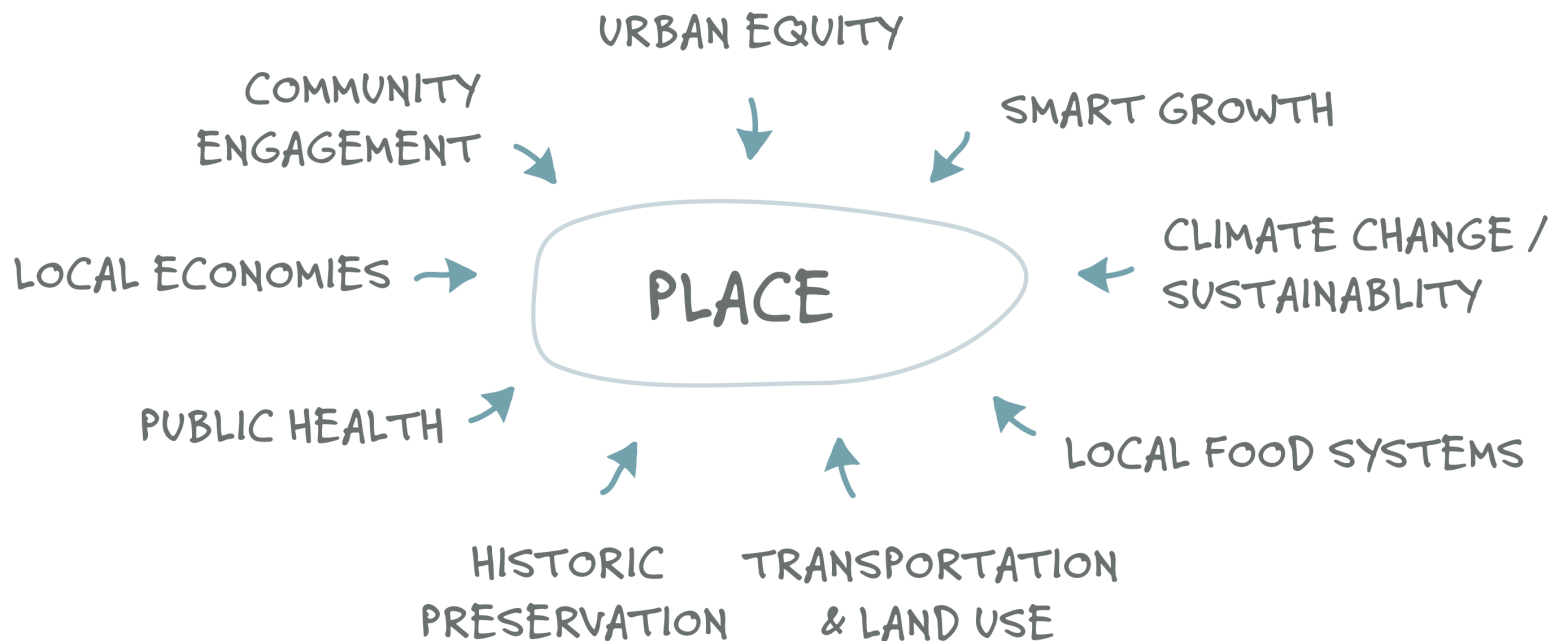 URBAN EQUITY
COMMUNITY
ENGAGEMENT
SMART GROWTH
CLIMATE CHANGE /
SUSTAINABLITY
LOCAL ECONOMIES
PLACE
PUBLIC HEALTH
LOCAL FOOD SYSTEMS
HISTORIC
PRESERVATION
TRANSPORTATION
& LAND USE